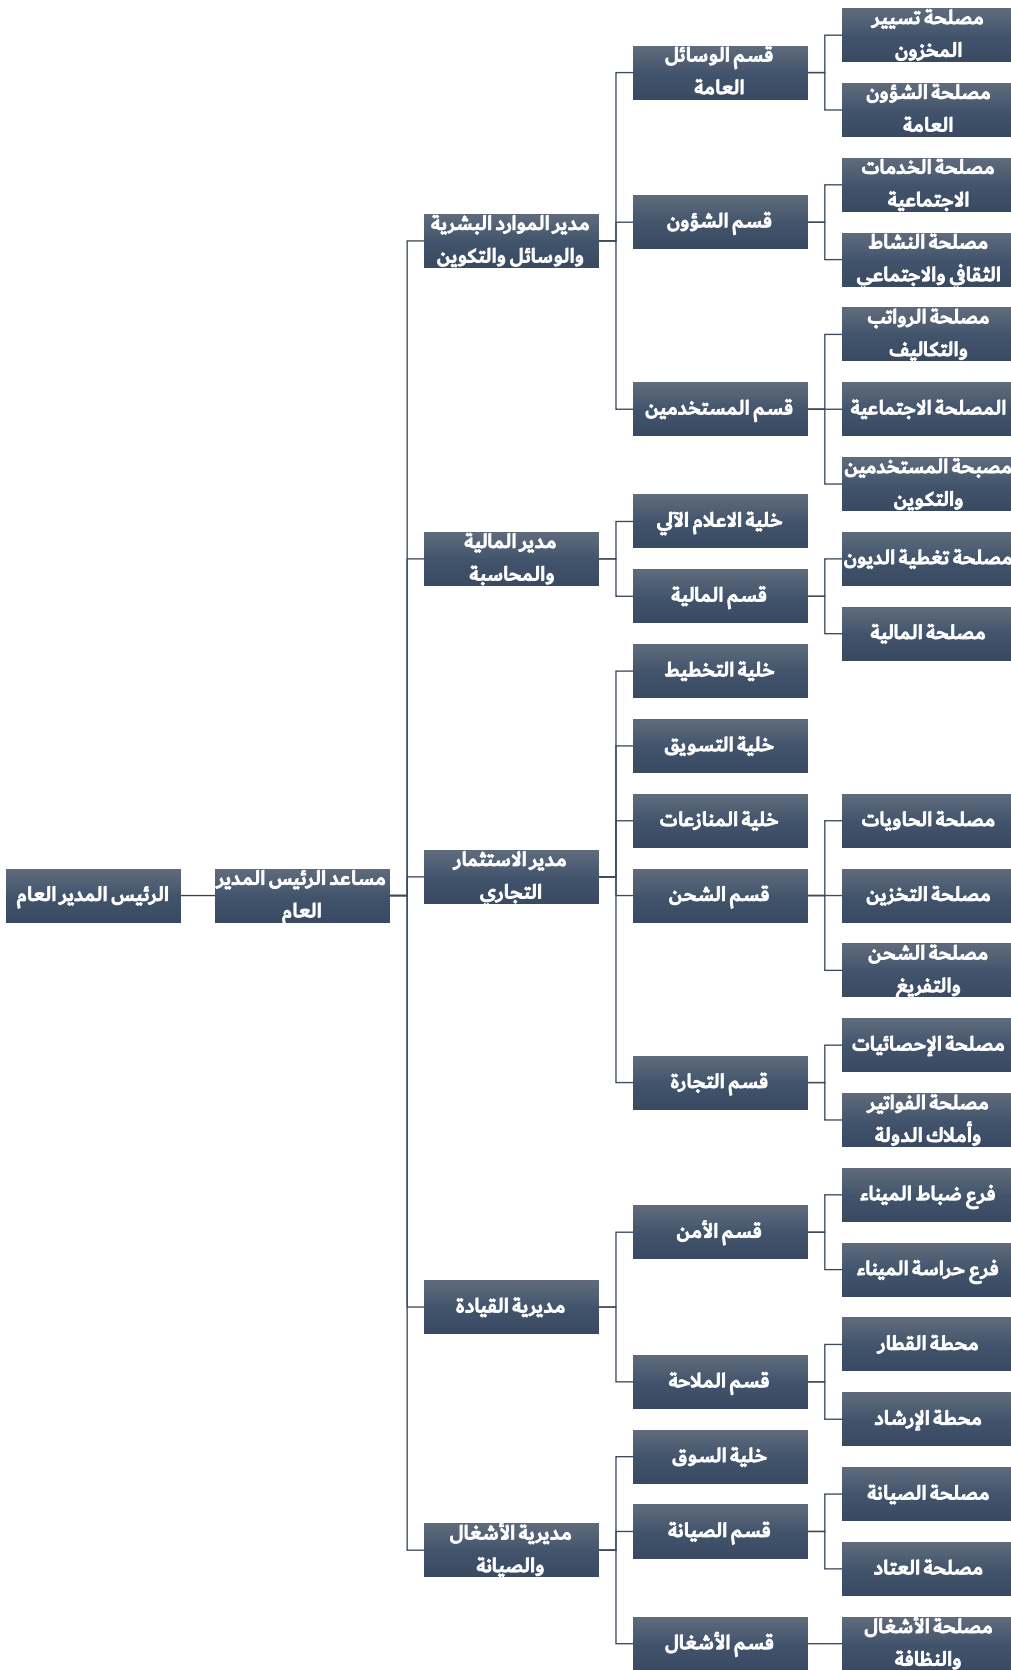 الرئيس المدير العام
مساعد الرئيس المدير
العام
مدير الموارد البشرية
والوسائل والتكوين
قسم الوسائل
العامة
مصلحة تسيير
المخزون
مصلحة الشؤون
العامة
قسم الشؤون
مصلحة الخدمات
الاجتماعية
مصلحة النشاط
الثقافي والاجتماعي
قسم المستخدمين
مصلحة الرواتب
والتكاليف
المصلحة الاجتماعية
مصبحة المستخدمين
والتكوين
مدير المالية
والمحاسبة
خلية الاعلام الآلي
قسم المالية
مصلحة تغطية الديون
مصلحة المالية
مدير الاستثمار
التجاري
خلية التخطيط
خلية التسويق
خلية المنازعات
قسم الشحن
مصلحة الحاويات
مصلحة التخزين
مصلحة الشحن
والتفريغ
قسم التجارة
مصلحة الإحصائيات
مصلحة الفواتير
وأملاك الدولة
مديرية القيادة
قسم الأمن
فرع ضباط الميناء
فرع حراسة الميناء
قسم الملاحة
محطة القطار
محطة الإرشاد
مديرية الأشغال
والصيانة
خلية السوق
قسم الصيانة
مصلحة الصيانة
مصلحة العتاد
قسم الأشغال
مصلحة الأشغال
والنظافة